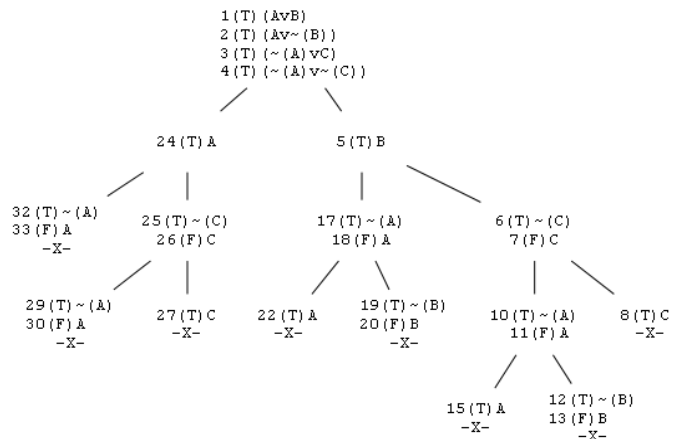 1(T)(AvB)
2(T)(Av~(B))
3(T)(~(A)vC)
4(T)(~(A)v~(C))
24(T)A
5(T)B
32(T)~(A)
33(F)A
-X-
25(T)~(C)
26(F)C
17(T)~(A)
18(F)A
6(T)~(C)
7(F)C
29(T)~(A)
30(F)A
-X-
27(T)C
-X-
22(T)A
-X-
19(T)~(B)
20(F)B
-X-
10(T)~(A)
11(F)A
8(T)C
-X-
15(T)A
-X-
12(T)~(B)
13(F)B
-X-